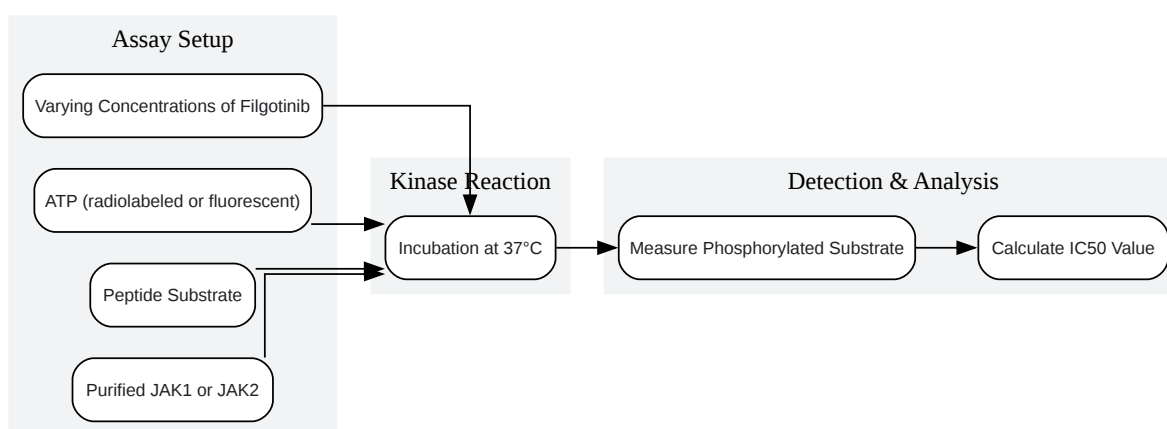 Assay Setup
Varying Concentrations of Filgotinib
ATP (radiolabeled or fluorescent)
Peptide Substrate
Purified JAK1 or JAK2
Kinase Reaction
Incubation at 37°C
Detection & Analysis
Measure Phosphorylated Substrate
Calculate IC50 Value